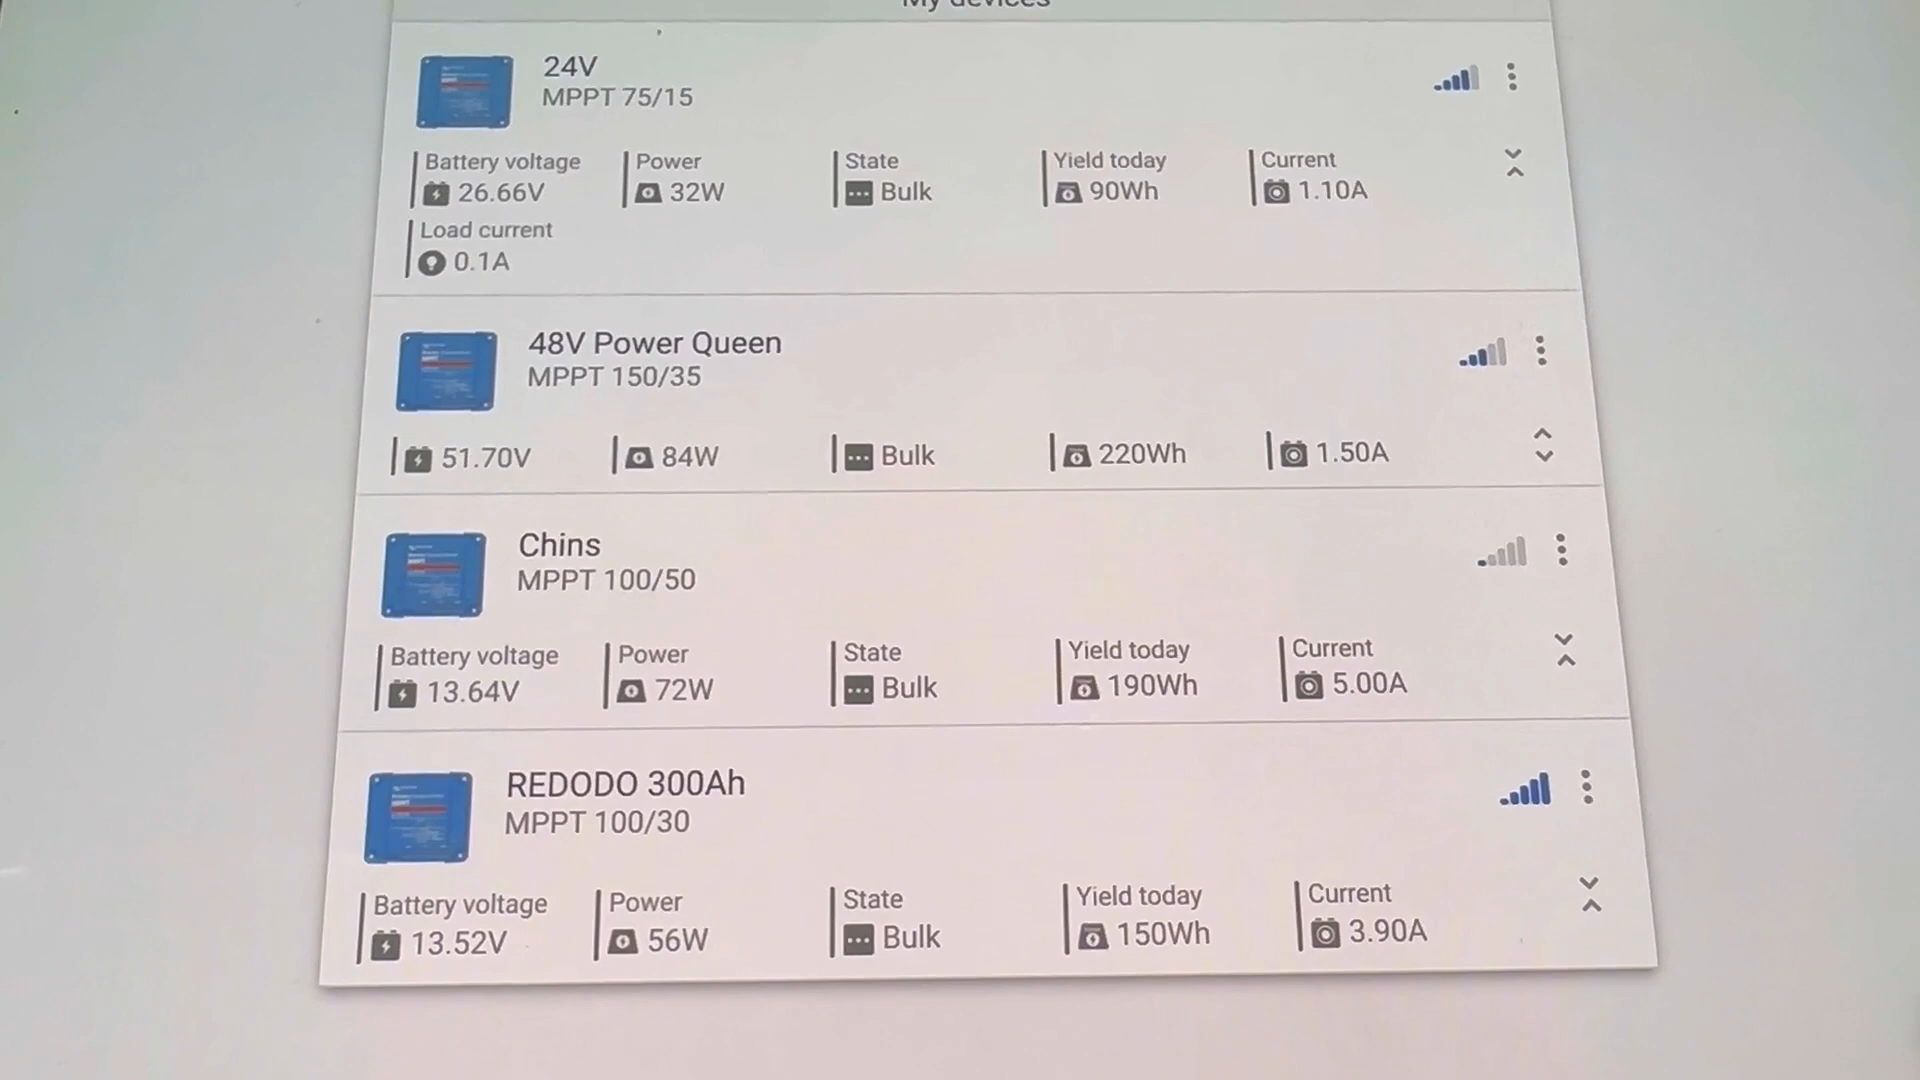 My devices
24V
MPPT 75/15
Battery voltage Power State Yield today Current
26.66V 32W Bulk 90Wh 1.10A
Load current
0.1A
48V Power Queen
MPPT 150/35
51.70V 84W Bulk 220Wh 1.50A
Chins
MPPT 100/50
Battery voltage Power State Yield today Current
13.64V 72W Bulk 190Wh 5.00A
REDODO 300Ah
MPPT 100/30
Battery voltage Power State Yield today Current
13.52V 56W Bulk 150Wh 3.90A